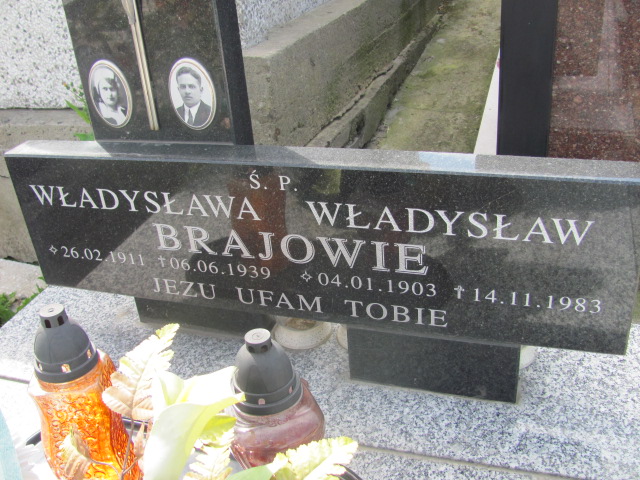 Ś. P.
WŁADYSŁAWA WŁADYSŁAW
BRAJOWIE
✧26.02.1911 ✝06.06.1939 ✧04.01.1903 ✝14.11.1983
JEZU UFAM TOBIE